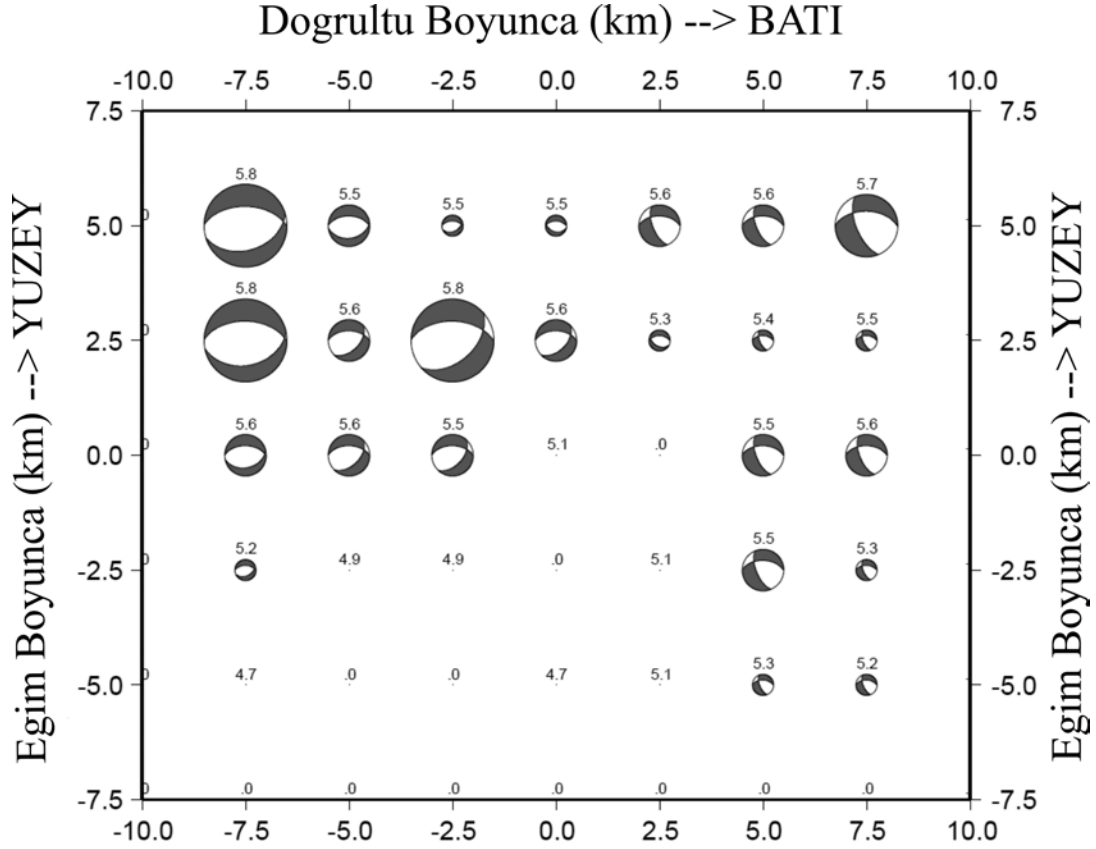 Dogrultu Boyunca (km) --> BATI
-10.0 -7.5 -5.0 -2.5 0.0 2.5 5.0 7.5 10.0
7.5 7.5
5.8 5.5 5.5 5.5 5.6 5.6 5.7
0
5.0 5.0
5.8 5.6 5.8 5.6 5.3 5.4 5.5
0
2.5 2.5
5.6 5.6 5.5 5.1 .0 5.5 5.6
0
0.0 0.0
5.2 4.9 4.9 .0 5.1 5.5 5.3
0
-2.5 -2.5
0 4.7 .0 .0 4.7 5.1 5.3 5.2
-5.0 -5.0
0 .0 .0 .0 .0 .0 .0 .0
-7.5 -7.5
-10.0 -7.5 -5.0 -2.5 0.0 2.5 5.0 7.5 10.0
Egim Boyunca (km) --> YUZEY
Egim Boyunca (km) --> YUZEY